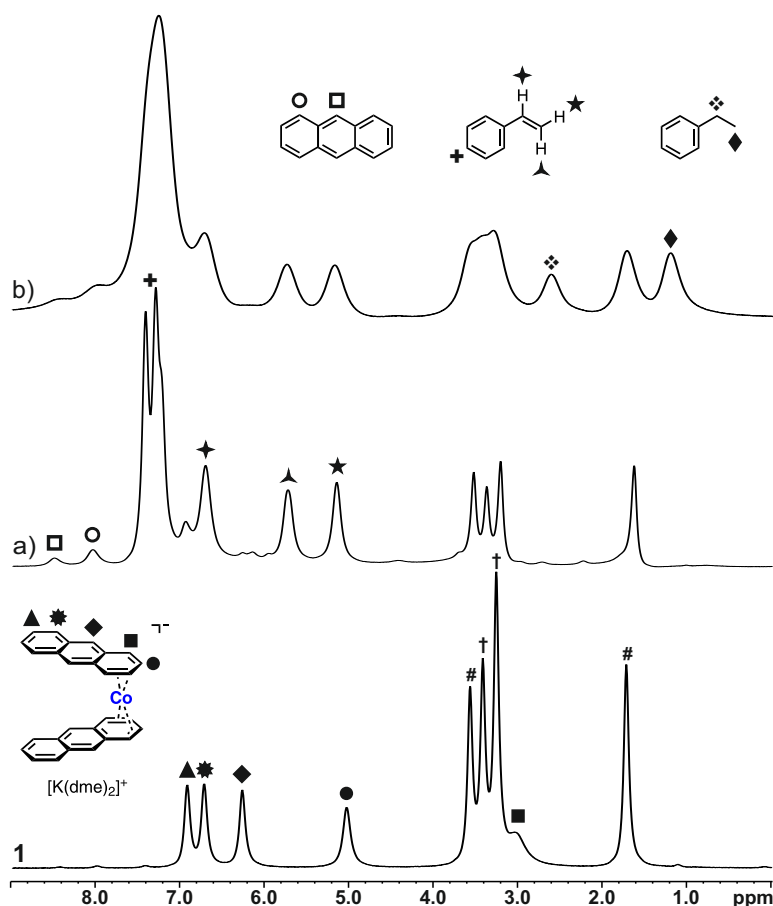 H
H
H
b)
a)
#
†
†
#
Co
[K(dme)₂]⁺
1
8.0 7.0 6.0 5.0 4.0 3.0 2.0 1.0 ppm